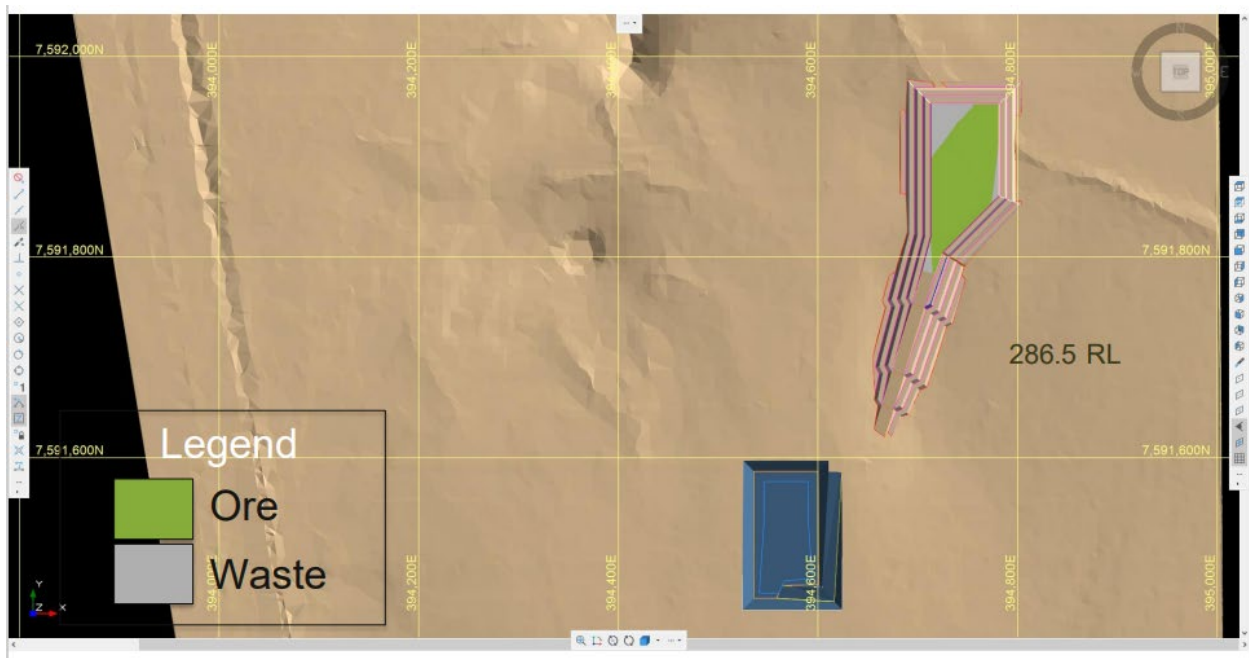 7,592,000N
394,000E
394,200E
394,600E
394,800E
395,000E
N
TOP
E
7,591,800N
7,591,800N
286.5 RL
1
Legend
7,591,600N
7,591,600N
Ore
Waste
394,000E
394,200E
394,400E
394,600E
394,800E
395,000E
Y
Z X